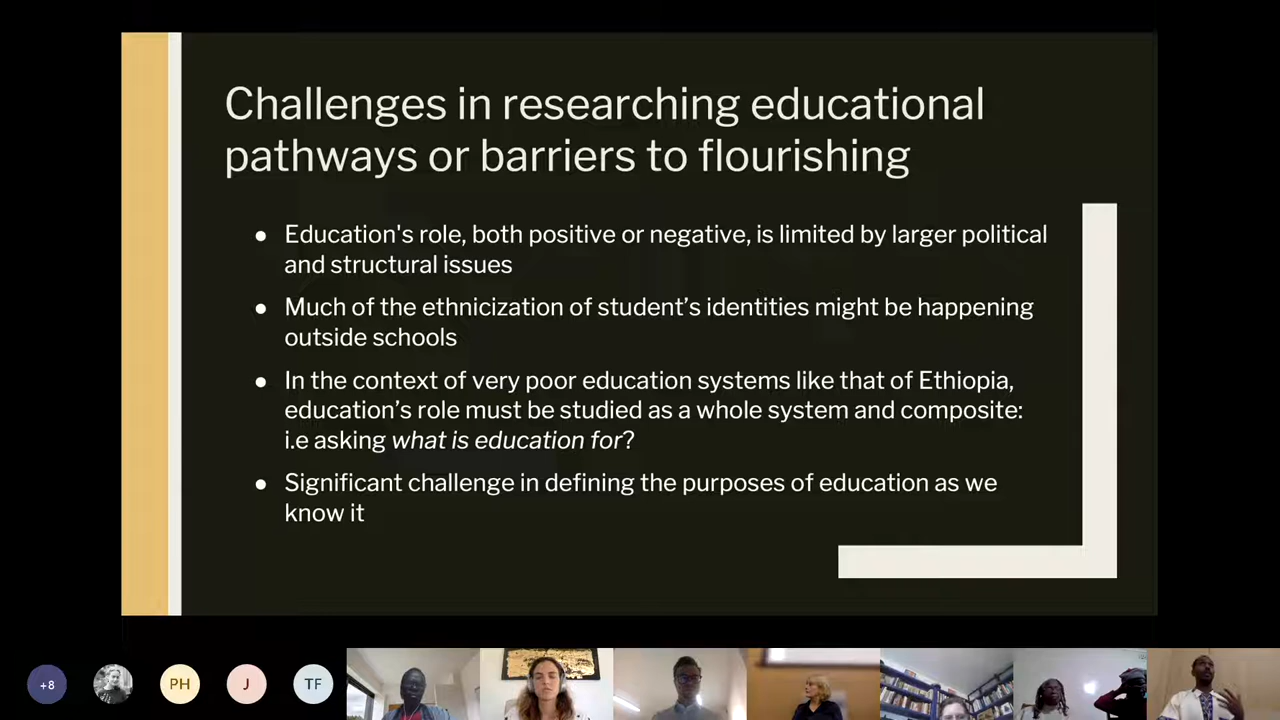 Challenges in researching educational
pathways or barriers to flourishing
● Education's role, both positive or negative, is limited by larger political
and structural issues
● Much of the ethnicization of student’s identities might be happening
outside schools
● In the context of very poor education systems like that of Ethiopia,
education’s role must be studied as a whole system and composite:
i.e asking what is education for?
● Significant challenge in defining the purposes of education as we
know it
+8 PH J TF